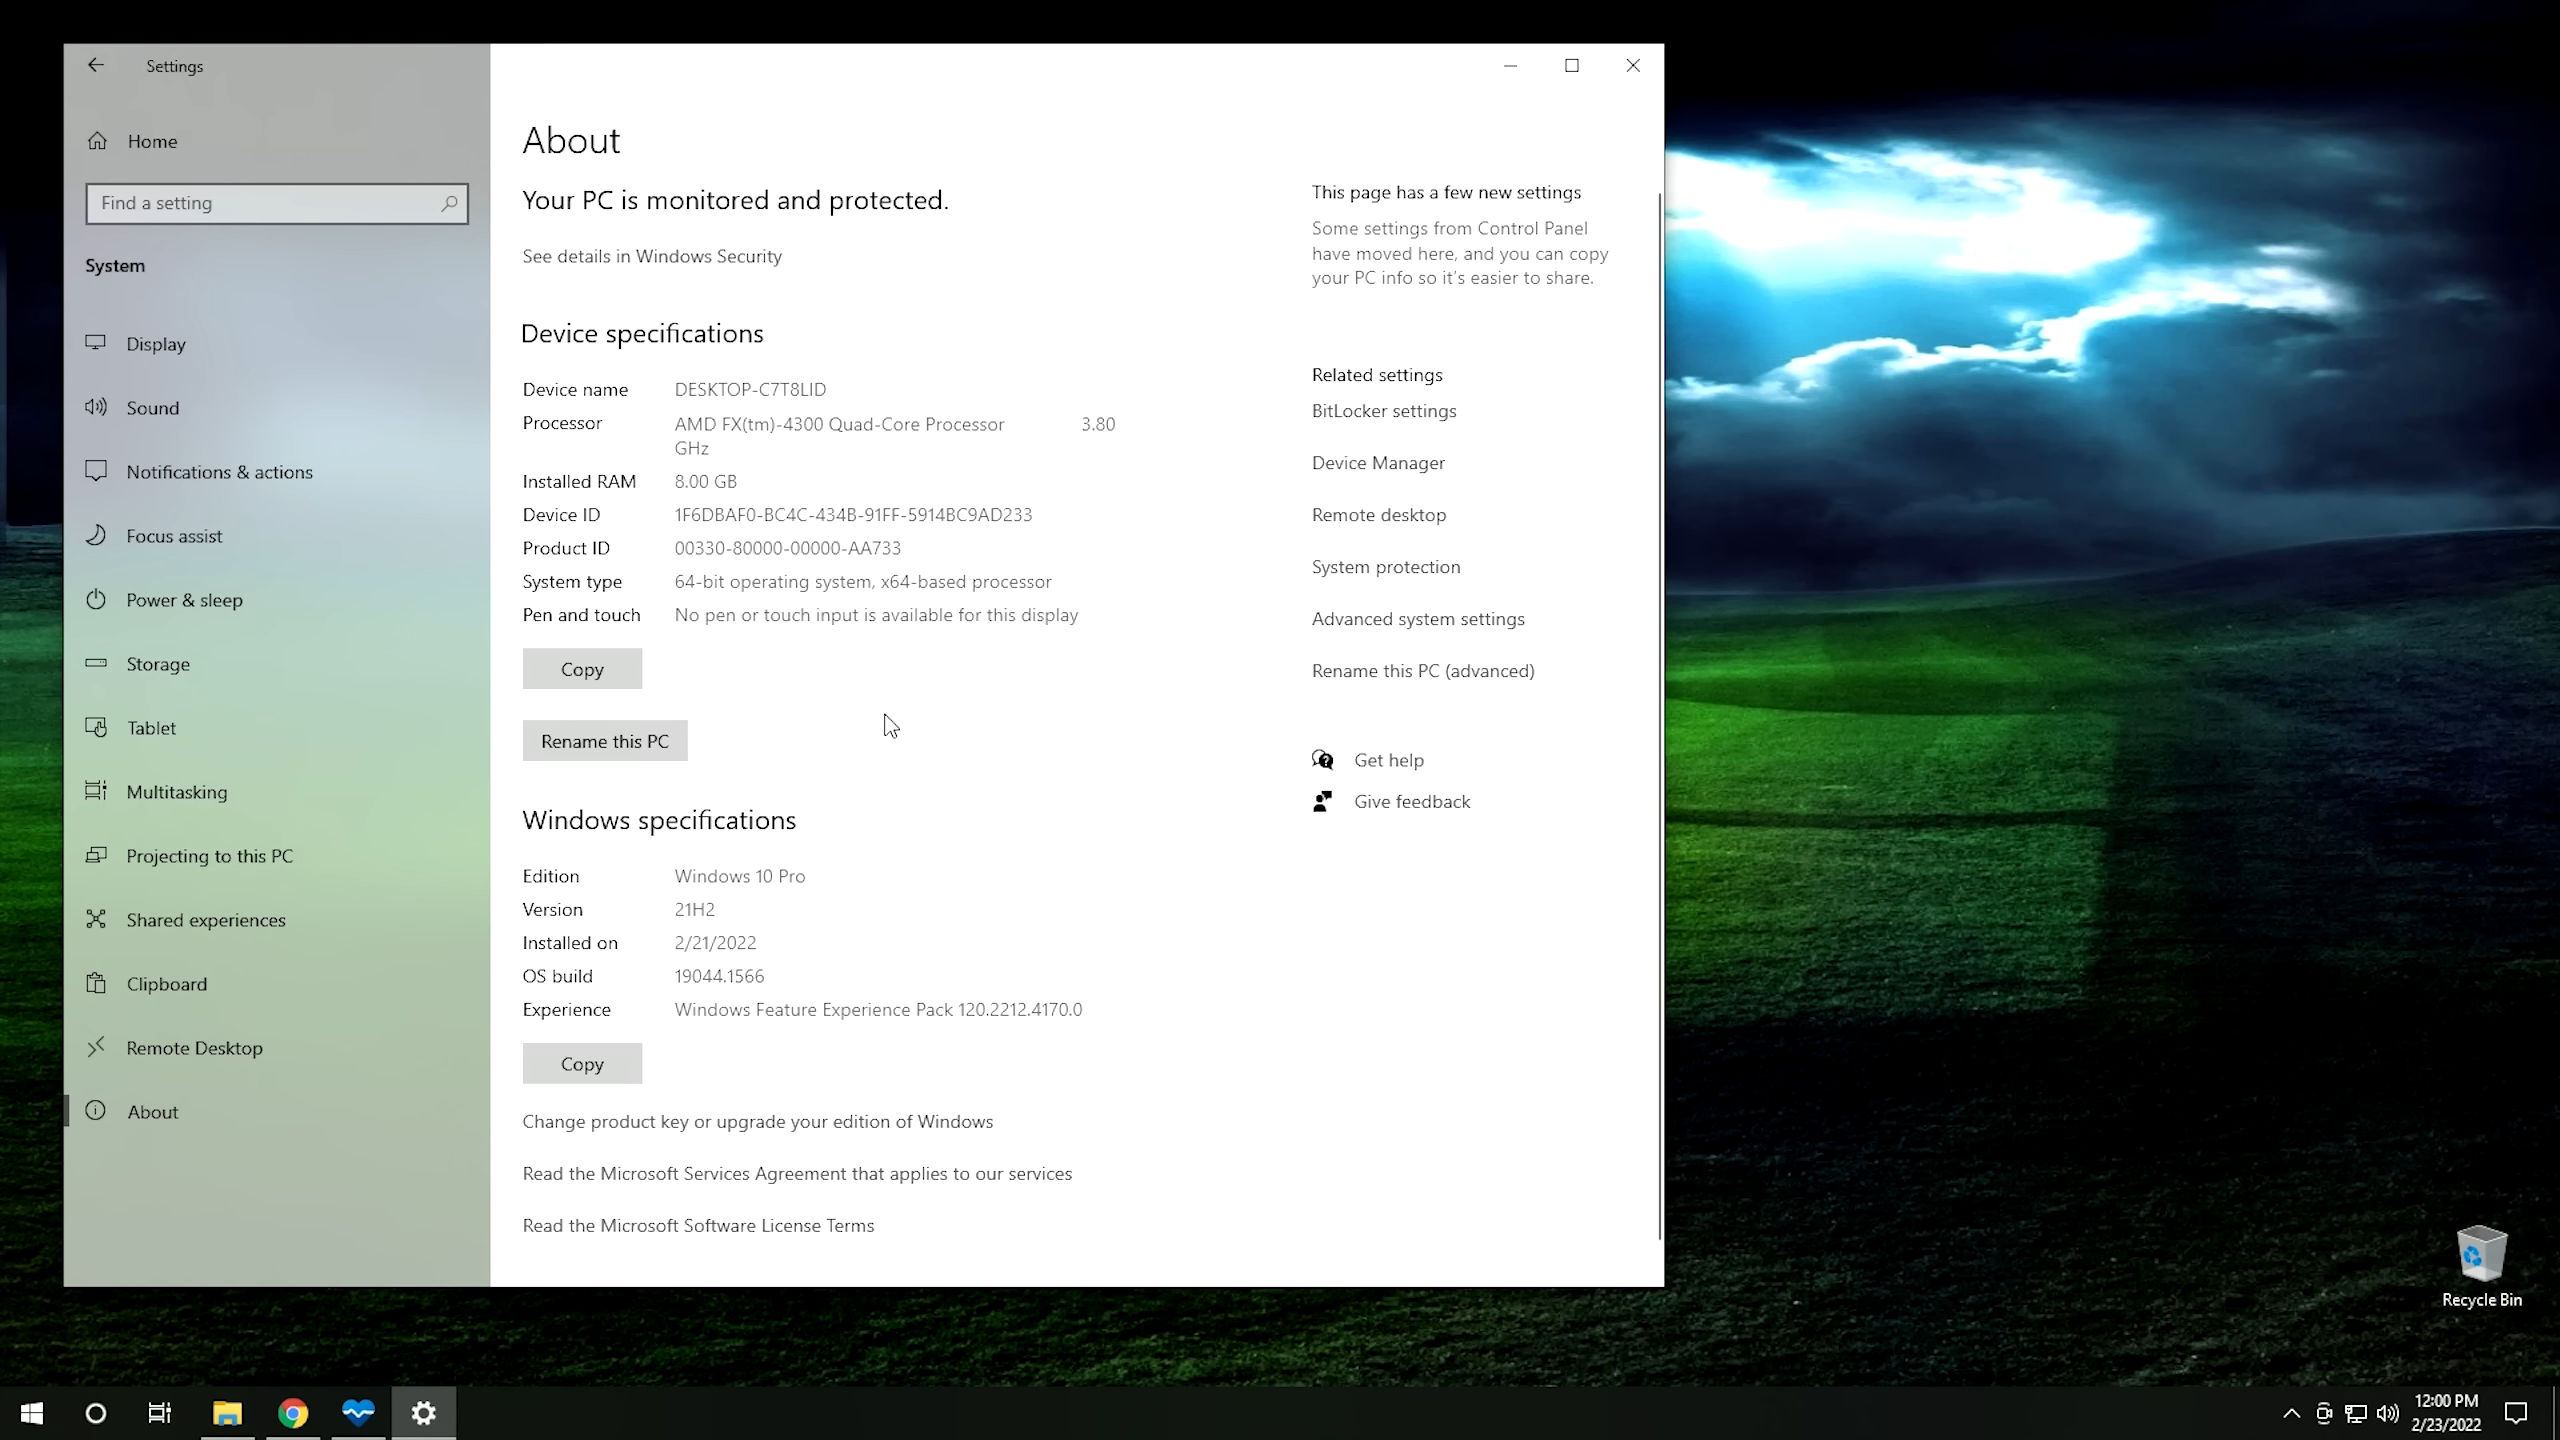 Settings
Home
Find a setting
System
Display
Sound
Notifications & actions
Focus assist
Power & sleep
Storage
Tablet
Multitasking
Projecting to this PC
Shared experiences
Clipboard
Remote Desktop
About
About
Your PC is monitored and protected.
See details in Windows Security
Device specifications
Device name DESKTOP-C7T8LID
Processor AMD FX(tm)-4300 Quad-Core Processor 3.80
GHz
Installed RAM 8.00 GB
Device ID 1F6DBAF0-BC4C-434B-91FF-5914BC9AD233
Product ID 00330-80000-00000-AA733
System type 64-bit operating system, x64-based processor
Pen and touch No pen or touch input is available for this display
Copy
Rename this PC
Windows specifications
Edition Windows 10 Pro
Version 21H2
Installed on 2/21/2022
OS build 19044.1566
Experience Windows Feature Experience Pack 120.2212.4170.0
Copy
Change product key or upgrade your edition of Windows
Read the Microsoft Services Agreement that applies to our services
Read the Microsoft Software License Terms
This page has a few new settings
Some settings from Control Panel
have moved here, and you can copy
your PC info so it's easier to share.
Related settings
BitLocker settings
Device Manager
Remote desktop
System protection
Advanced system settings
Rename this PC (advanced)
Get help
Give feedback
Recycle Bin
12:00 PM
2/23/2022